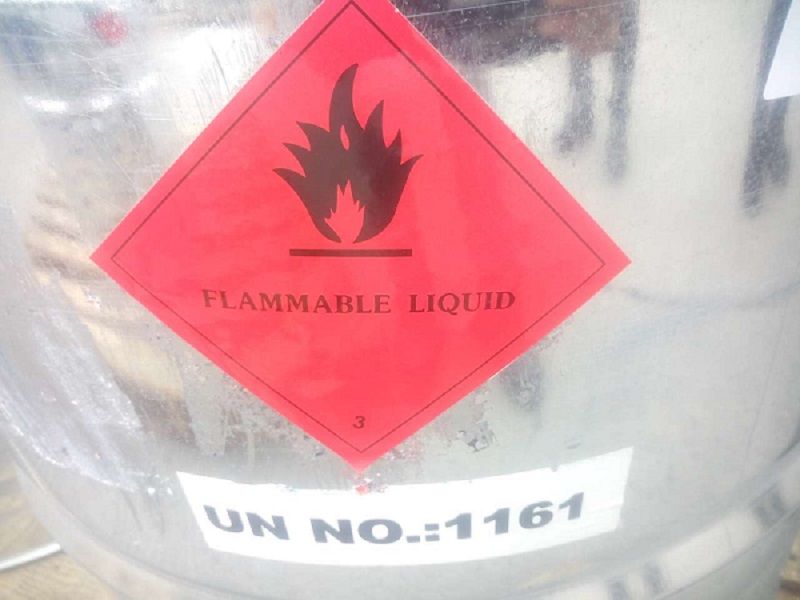 FLAMMABLE LIQUID
3
UN NO.:1161